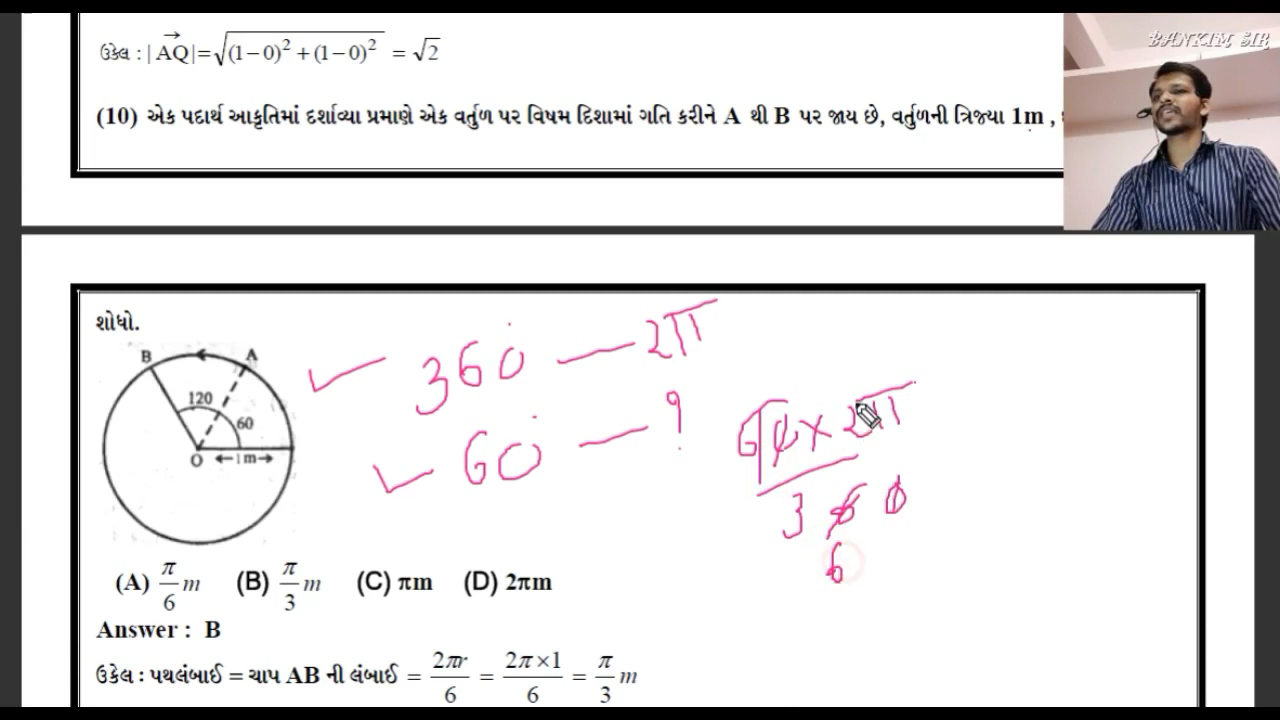 BANKIM SIR
ઉકેલ : | AQ⃗ |= √((1−0)² + (1−0)²) = √2
(10) એક પદાર્થ આકૃતિમાં દર્શાવ્યા પ્રમાણે એક વર્તુળ પર વિષમ દિશામાં ગતિ કરીને A થી B પર જાય છે, વર્તુળની ત્રિજ્યા 1m ,
શોધો.
B A
120
60
O ←1m→
360° — 2π
60° — ?
60 × 2π
360
6
(A) π/6 m (B) π/3 m (C) πm (D) 2πm
Answer : B
ઉકેલ : પથલંબાઈ = ચાપ AB ની લંબાઈ = 2πr/6 = 2π×1/6 = π/3 m